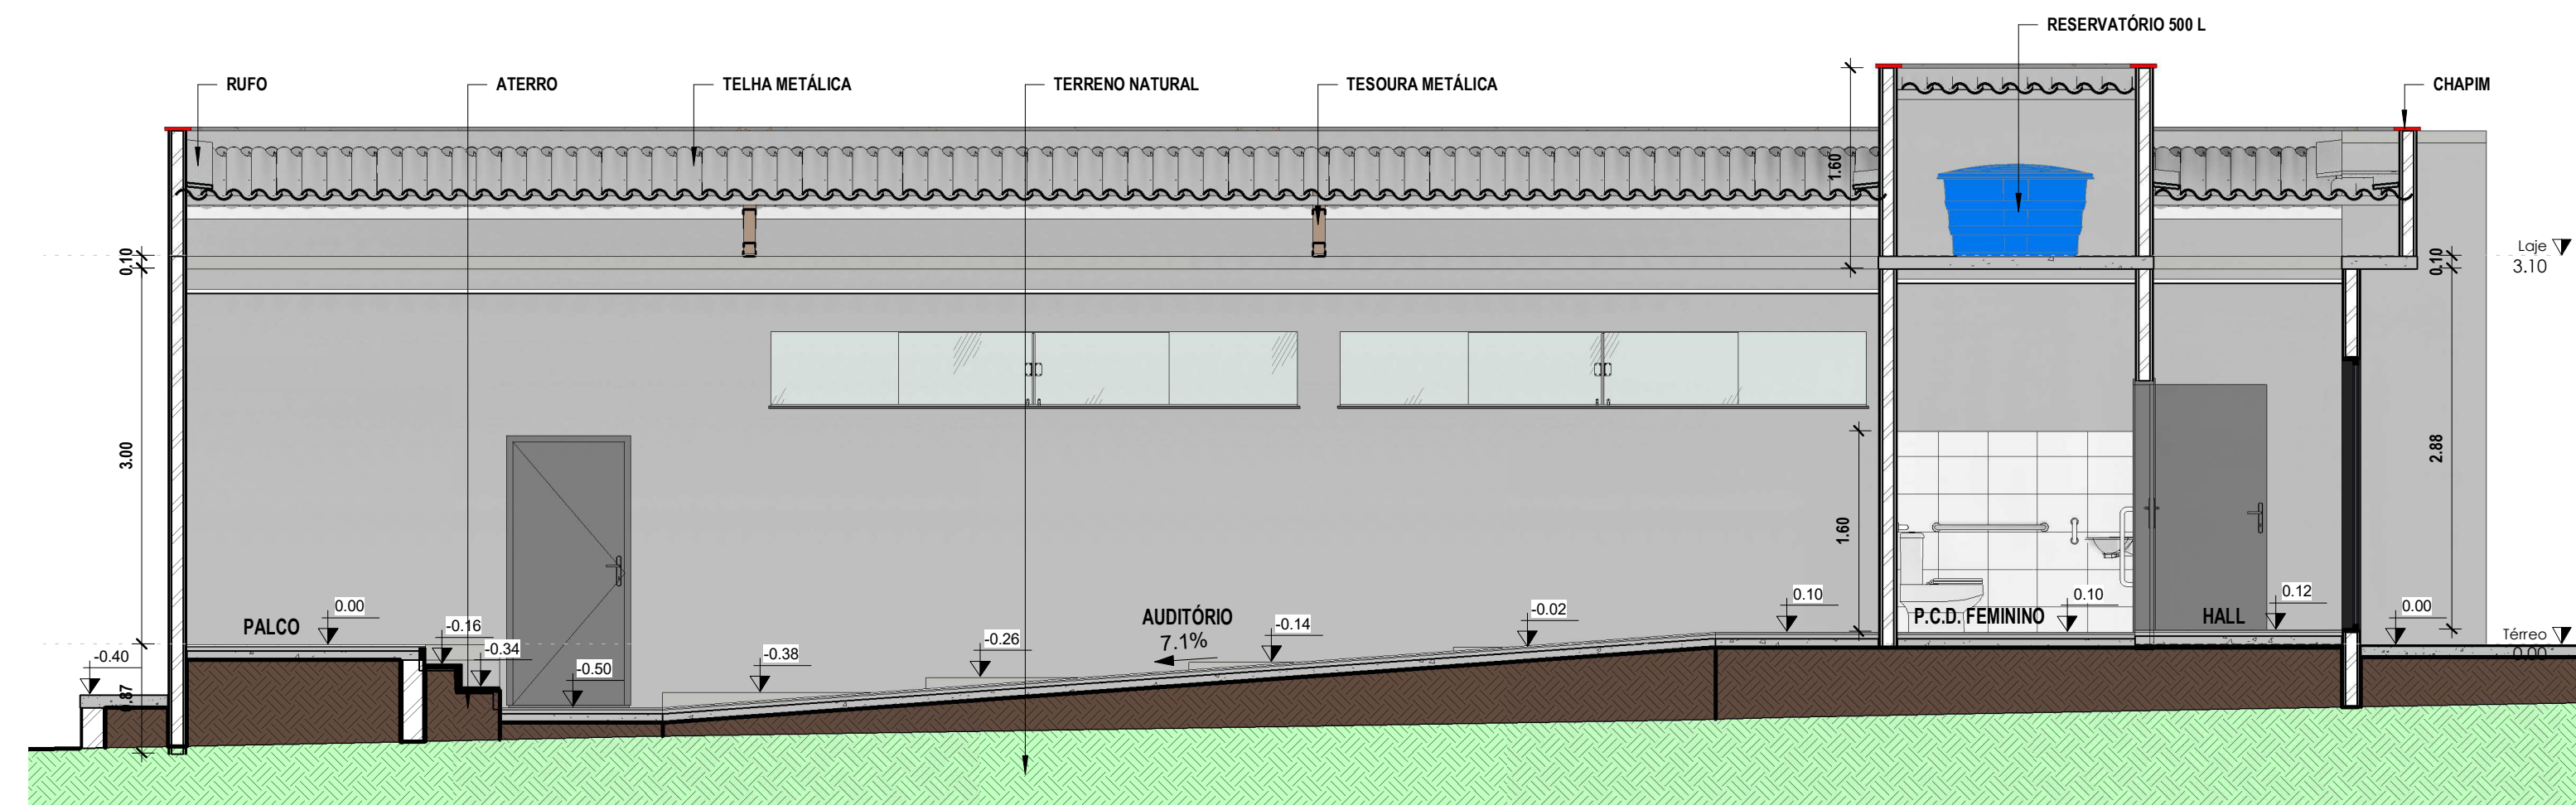 RESERVATÓRIO 500 L
RUFO
ATERRO
TELHA METÁLICA
TERRENO NATURAL
TESOURA METÁLICA
CHAPIM
1.60
0.10
0.10
Laje
3.10
3.00
2.88
1.60
PALCO
0.00
-0.16
-0.34
-0.50
-0.38
-0.26
AUDITÓRIO
7.1%
-0.14
-0.02
0.10
P.C.D. FEMININO
0.10
HALL
0.12
0.00
Térreo
0.00
-0.40